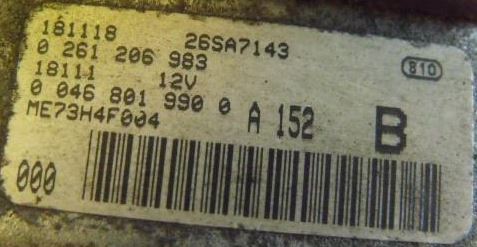 181118 26SA7143
0 261 206 983 810
18111 12V
0 046 801 990 0
ME73H4F004 A 152 B
000